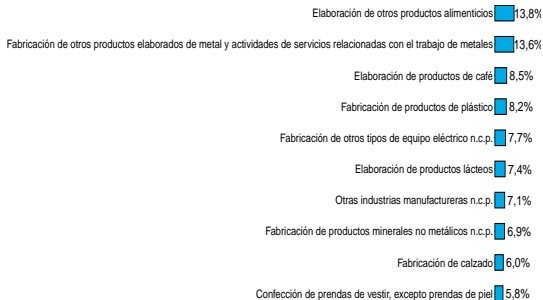 Elaboración de otros productos alimenticios 13,8%
Fabricación de otros productos elaborados de metal y actividades de servicios relacionadas con el trabajo de metales 13,6%
Elaboración de productos de café 8,5%
Fabricación de productos de plástico 8,2%
Fabricación de otros tipos de equipo eléctrico n.c.p. 7,7%
Elaboración de productos lácteos 7,4%
Otras industrias manufactureras n.c.p. 7,1%
Fabricación de productos minerales no metálicos n.c.p. 6,9%
Fabricación de calzado 6,0%
Confección de prendas de vestir, excepto prendas de piel 5,8%